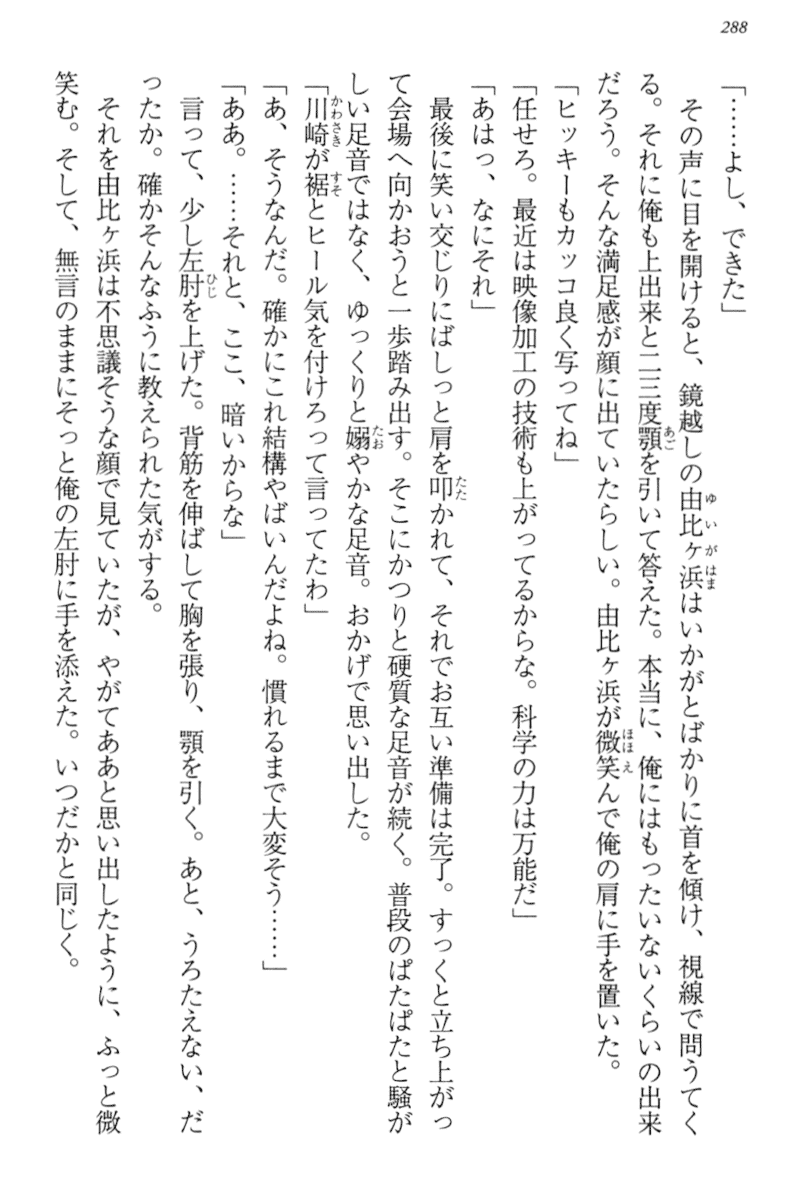 288
「……よし、できた」
その声に目を開けると、鏡越しの由比ヶ浜はいかがとばかりに首を傾け、視線で問うてく
る。それに俺も上出来と二三度顎を引いて答えた。本当に、俺にはもったいないくらいの出来
だろう。そんな満足感が顔に出ていたらしい。由比ヶ浜が微笑んで俺の肩に手を置いた。
「ヒッキーもカッコ良く写ってね」
「任せろ。最近は映像加工の技術も上がってるからな。科学の力は万能だ」
「あはっ、なにそれ」
最後に笑い交じりにばしっと肩を叩かれて、それでお互い準備は完了。すっくと立ち上がっ
て会場へ向かおうと一歩踏み出す。そこにかつりと硬質な足音が続く。普段のぱたぱたと騒が
しい足音ではなく、ゆっくりと嫋やかな足音。おかげで思い出した。
「川崎が裾とヒール気を付けろって言ってたわ」
「あ、そうなんだ。確かにこれ結構やばいんだよね。慣れるまで大変そう……」
「ああ。……それと、ここ、暗いからな」
言って、少し左肘を上げた。背筋を伸ばして胸を張り、顎を引く。あと、うろたえない、だ
ったか。確かそんなふうに教えられた気がする。
それを由比ヶ浜は不思議そうな顔で見ていたが、やがてああと思い出したように、ふっと微
笑む。そして、無言のままにそっと俺の左肘に手を添えた。いつだかと同じく。